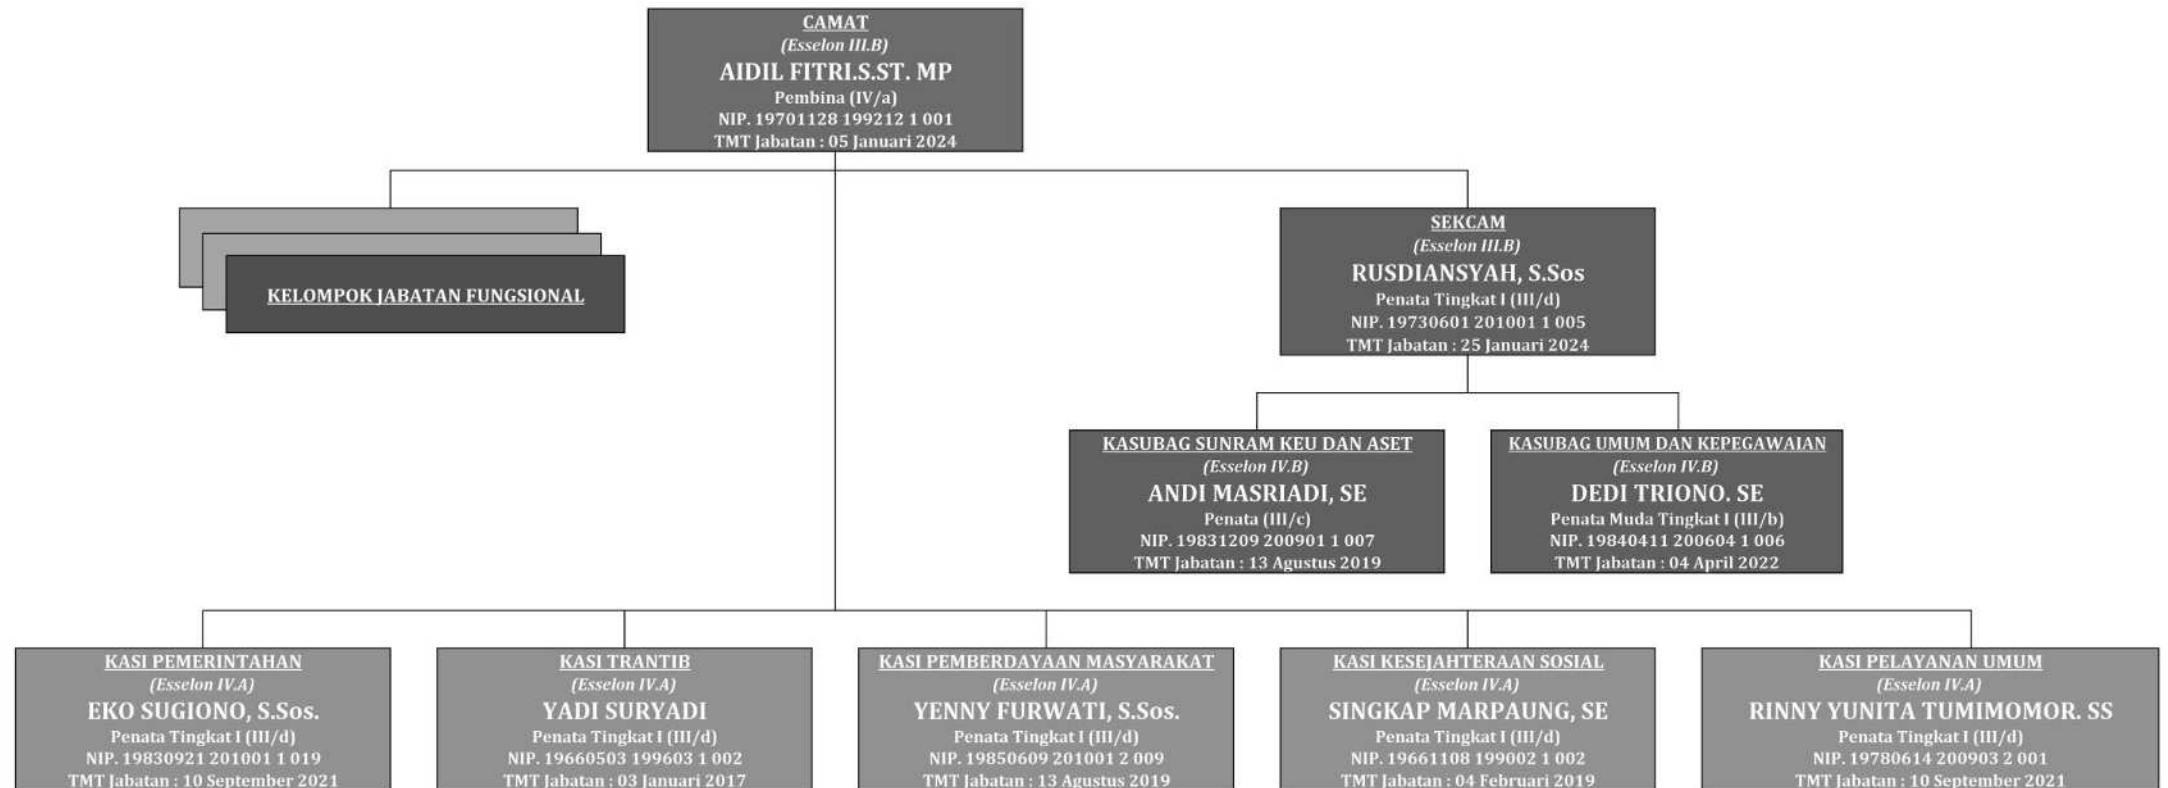 CAMAT
(Esselon III.B)
AIDIL FITRI.S.ST. MP
Pembina (IV/a)
NIP. 19701128 199212 1 001
TMT Jabatan : 05 Januari 2024
KELOMPOK JABATAN FUNGSIONAL
SEKCAM
(Esselon III.B)
RUSDIANSYAH, S.Sos
Penata Tingkat I (III/d)
NIP. 19730601 201001 1 005
TMT Jabatan : 25 Januari 2024
KASUBAG SUNRAM KEU DAN ASET
(Esselon IV.B)
ANDI MASRIADI, SE
Penata (III/c)
NIP. 19831209 200901 1 007
TMT Jabatan : 13 Agustus 2019
KASUBAG UMUM DAN KEPEGAWAIAN
(Esselon IV.B)
DEDI TRIONO. SE
Penata Muda Tingkat I (III/b)
NIP. 19840411 200604 1 006
TMT Jabatan : 04 April 2022
KASI PEMERINTAHAN
(Esselon IV.A)
EKO SUGIONO, S.Sos.
Penata Tingkat I (III/d)
NIP. 19830921 201001 1 019
TMT Jabatan : 10 September 2021
KASI TRANTIB
(Esselon IV.A)
YADI SURYADI
Penata Tingkat I (III/d)
NIP. 19660503 199603 1 002
TMT Jabatan : 03 Januari 2017
KASI PEMBERDAYAAN MASYARAKAT
(Esselon IV.A)
YENNY FURWATI, S.Sos.
Penata Tingkat I (III/d)
NIP. 19850609 201001 2 009
TMT Jabatan : 13 Agustus 2019
KASI KESEJAHTERAAN SOSIAL
(Esselon IV.A)
SINGKAP MARPAUNG, SE
Penata Tingkat I (III/d)
NIP. 19661108 199002 1 002
TMT Jabatan : 04 Februari 2019
KASI PELAYANAN UMUM
(Esselon IV.A)
RINNY YUNITA TUMIMOMOR. SS
Penata Tingkat I (III/d)
NIP. 19780614 200903 2 001
TMT Jabatan : 10 September 2021